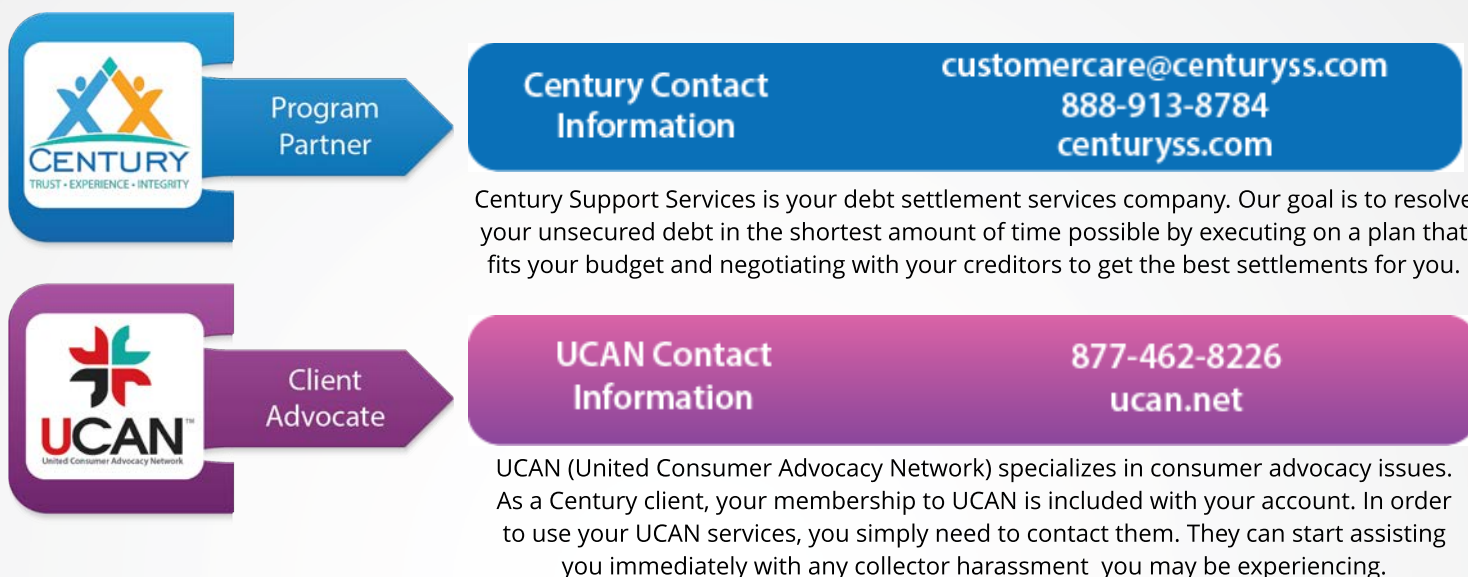 CENTURY
TRUST • EXPERIENCE • INTEGRITY
Program
Partner
Century Contact
Information
customercare@centuryss.com
888-913-8784
centuryss.com
Century Support Services is your debt settlement services company. Our goal is to resolve
your unsecured debt in the shortest amount of time possible by executing on a plan that
fits your budget and negotiating with your creditors to get the best settlements for you.
UCAN™
United Consumer Advocacy Network
Client
Advocate
UCAN Contact
Information
877-462-8226
ucan.net
UCAN (United Consumer Advocacy Network) specializes in consumer advocacy issues.
As a Century client, your membership to UCAN is included with your account. In order
to use your UCAN services, you simply need to contact them. They can start assisting
you immediately with any collector harassment you may be experiencing.